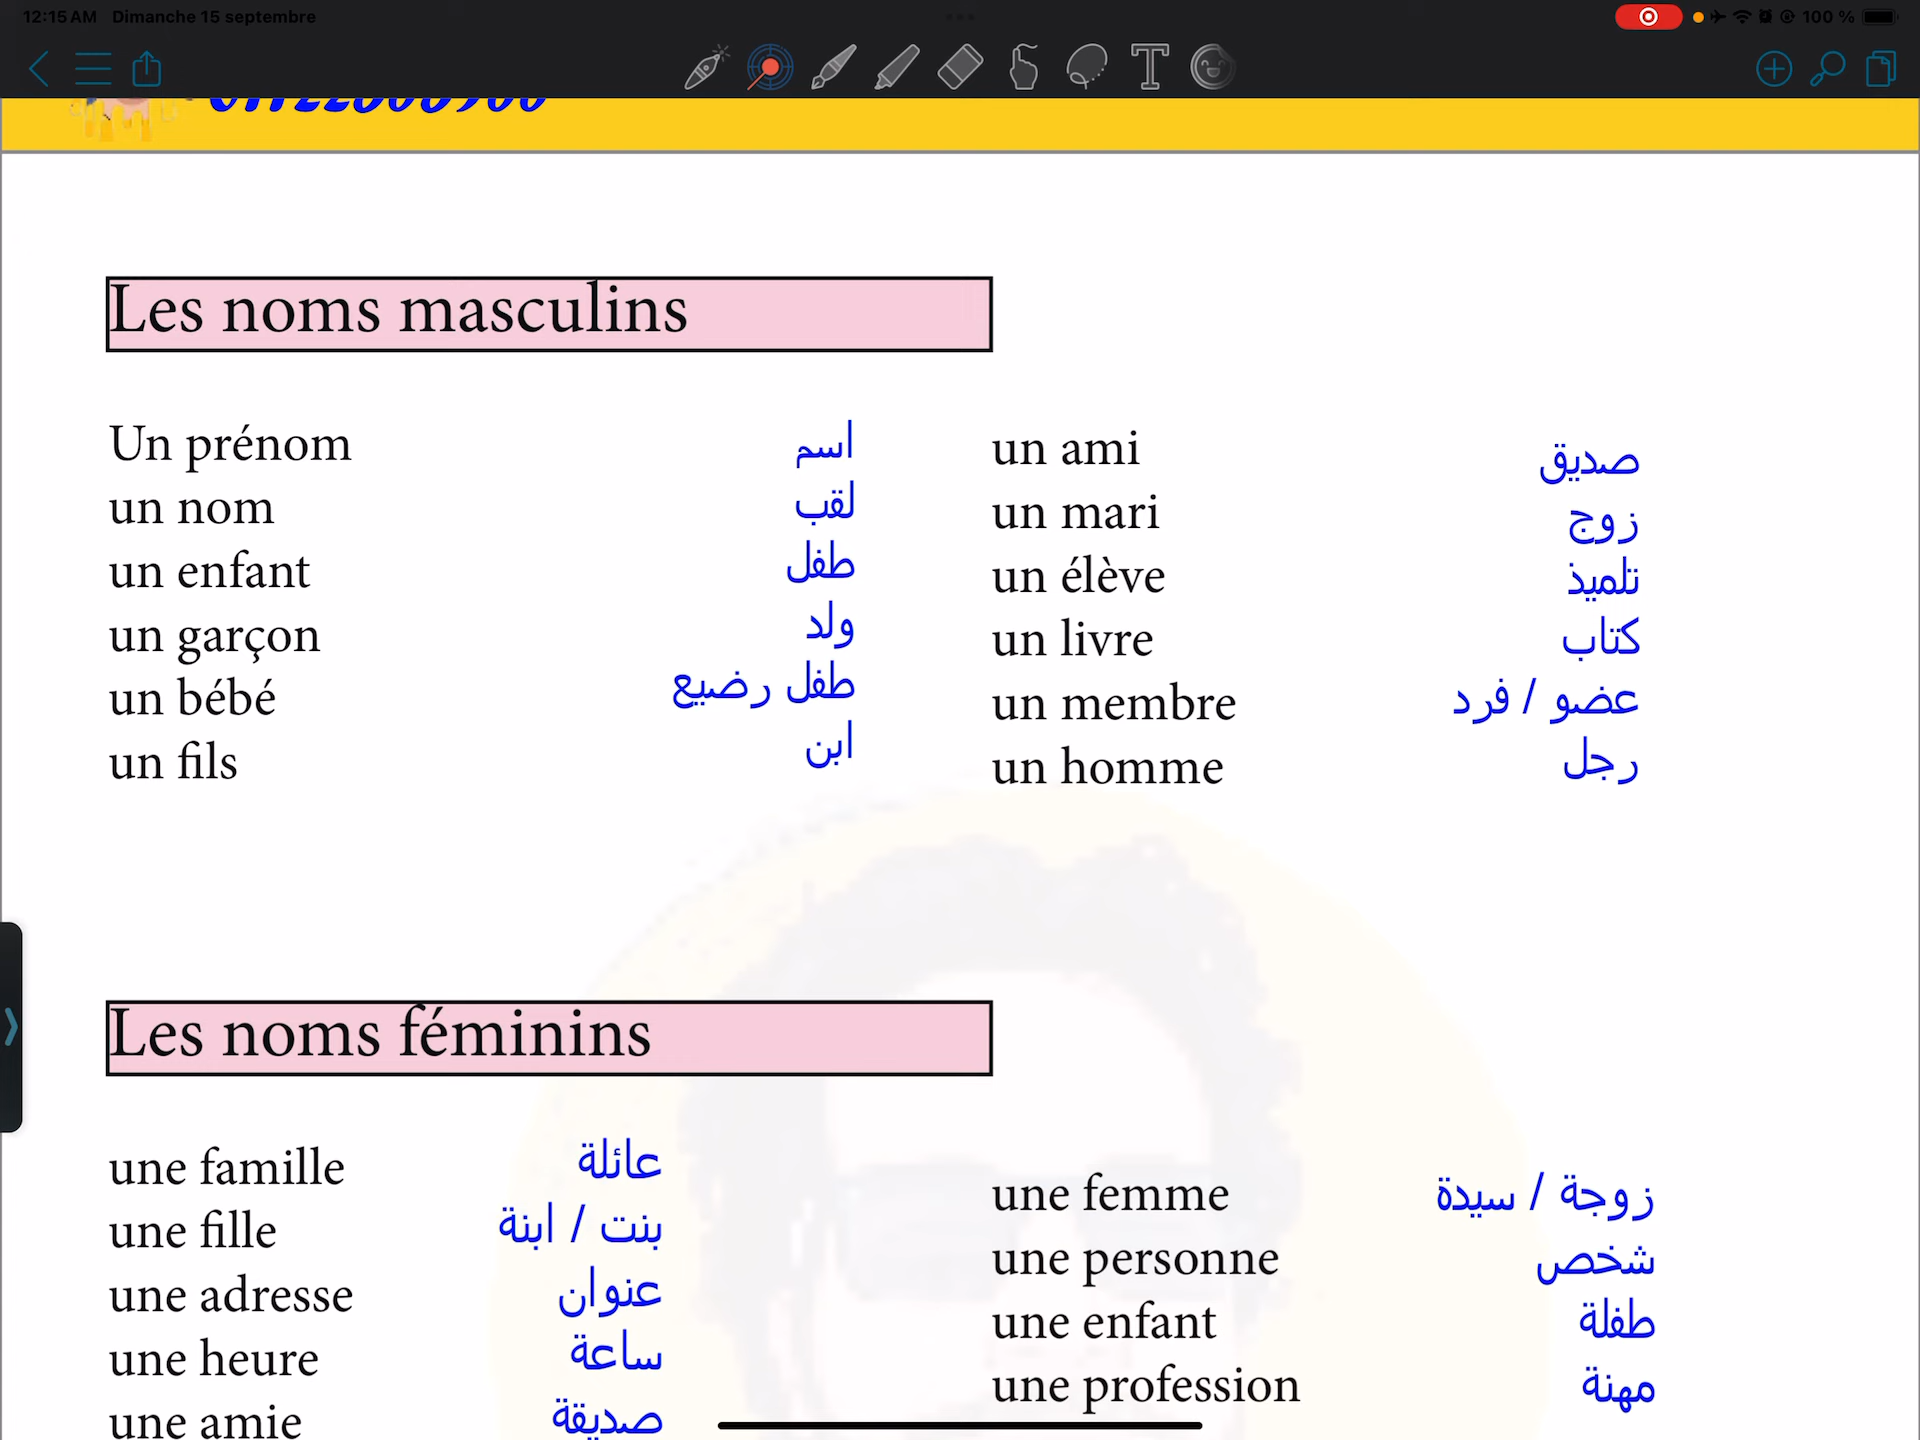 12:15 AM Dimanche 15 septembre
100 %
Les noms masculins
Un prénom اسم
un nom لقب
un enfant طفل
un garçon ولد
un bébé طفل رضيع
un fils ابن
un ami صديق
un mari زوج
un élève تلميذ
un livre كتاب
un membre عضو / فرد
un homme رجل
Les noms féminins
une famille عائلة
une fille بنت / ابنة
une adresse عنوان
une heure ساعة
une amie صديقة
une femme زوجة / سيدة
une personne شخص
une enfant طفلة
une profession مهنة